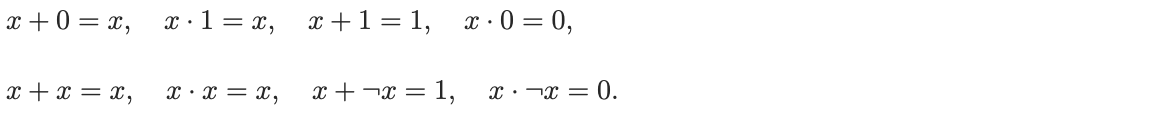 x + 0 = x, x · 1 = x, x + 1 = 1, x · 0 = 0,
x + x = x, x · x = x, x + ¬x = 1, x · ¬x = 0.